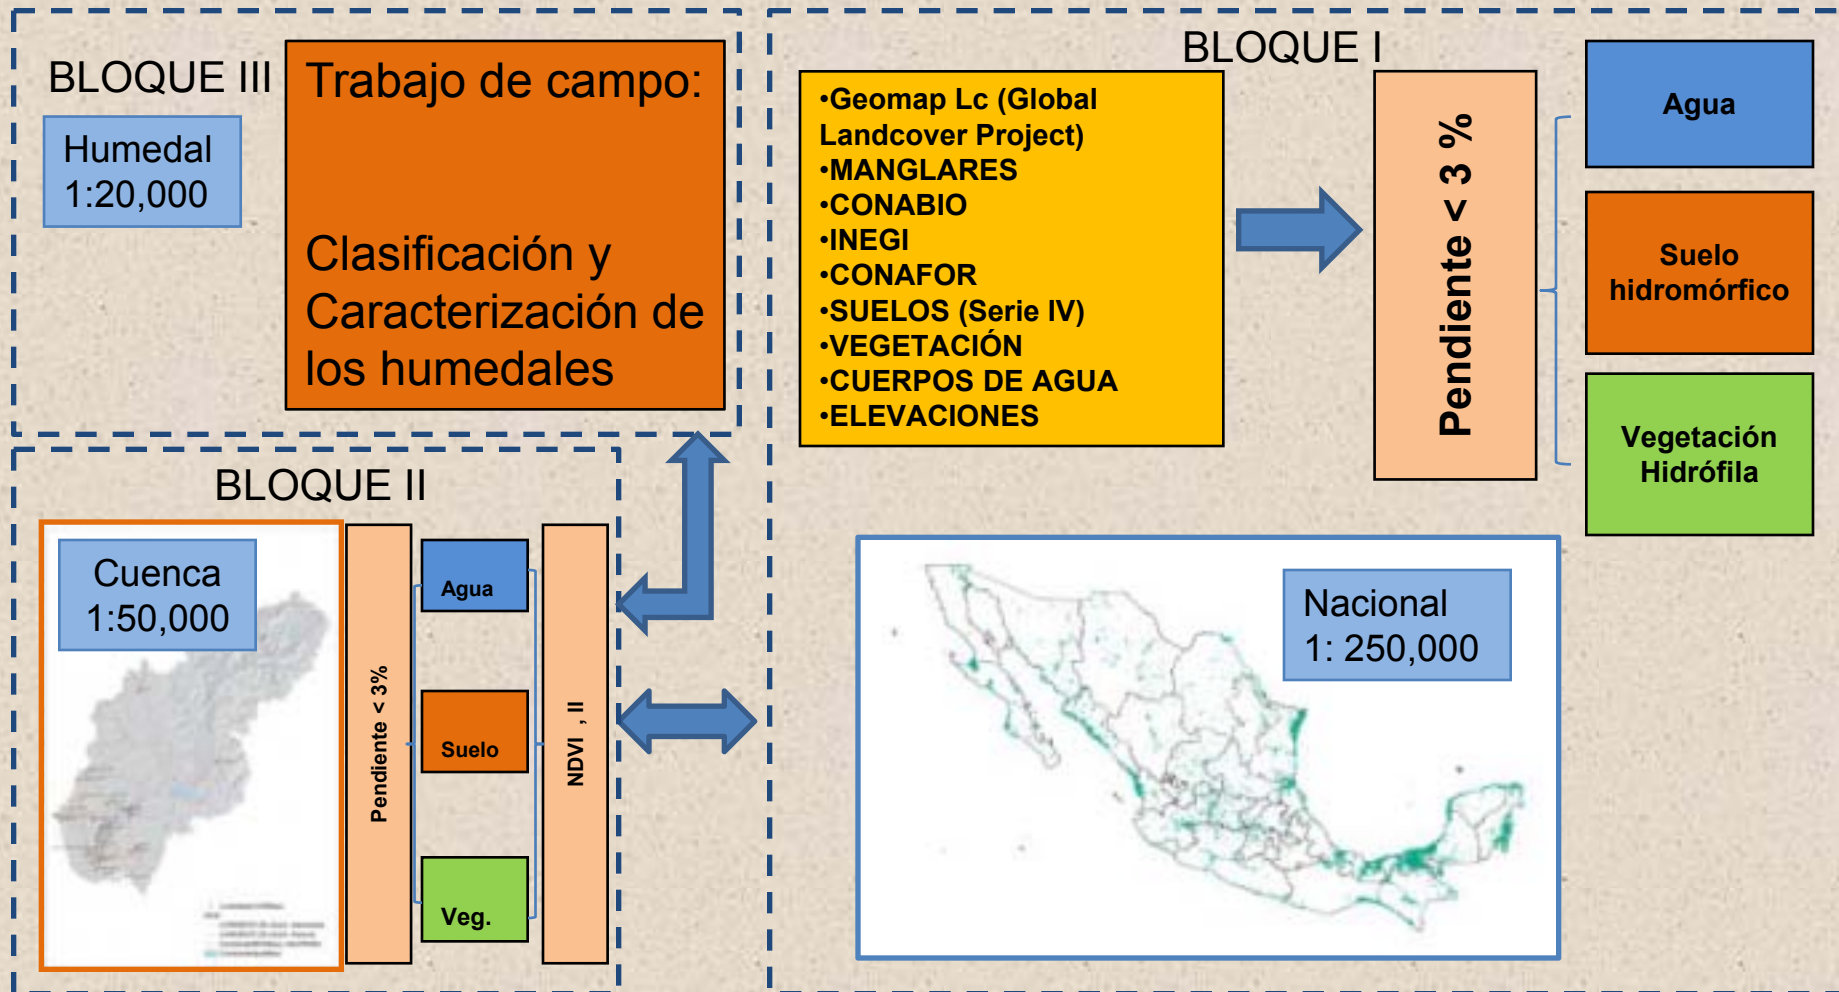 BLOQUE III
Humedal
1:20,000
Trabajo de campo:
Clasificación y
Caracterización de
los humedales
BLOQUE I
•Geomap Lc (Global
Landcover Project)
•MANGLARES
•CONABIO
•INEGI
•CONAFOR
•SUELOS (Serie IV)
•VEGETACIÓN
•CUERPOS DE AGUA
•ELEVACIONES
Pendiente < 3 %
Agua
Suelo
hidromórfico
Vegetación
Hidrófila
BLOQUE II
Cuenca
1:50,000
Pendiente < 3%
Agua
Suelo
Veg.
NDVI , II
Nacional
1: 250,000